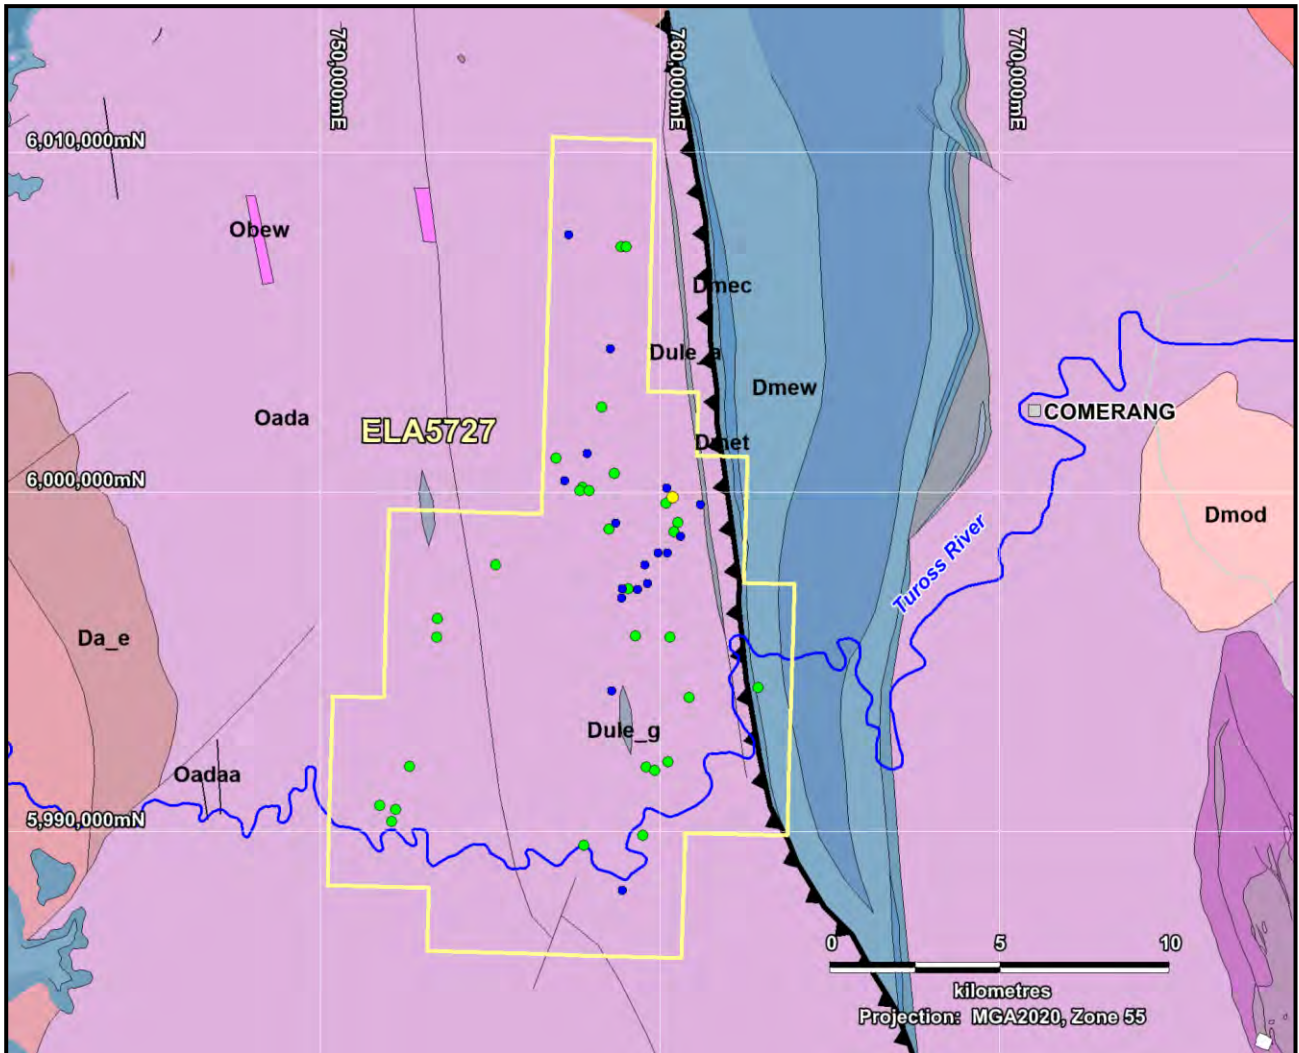 750,000mE
760,000mE
770,000mE
6,010,000mN
Obew
Dmec
Dule_a
Dmew
Oada
ELA5727
COMERANG
Dmet
6,000,000mN
Dmod
Tuross River
Da_e
Dule_g
Oadaa
5,990,000mN
0 5 10
kilometres
Projection: MGA2020, Zone 55